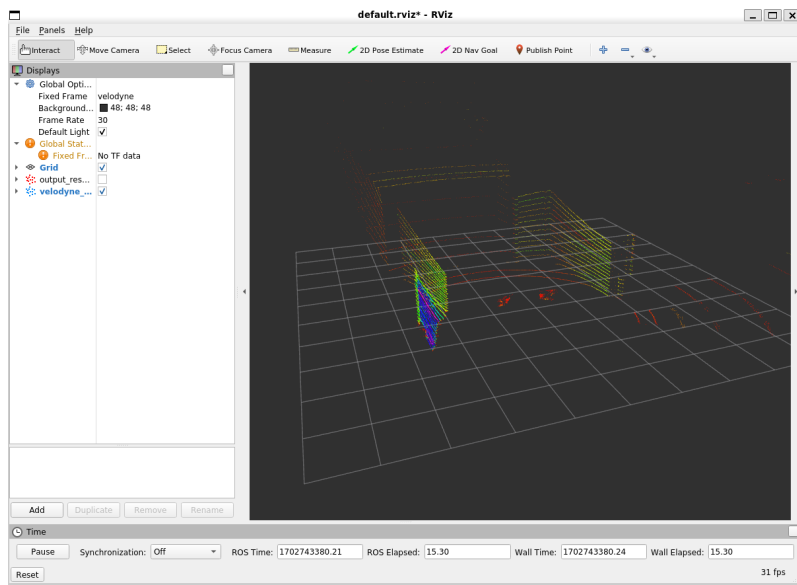 default.rviz* - RViz
File Panels Help
Interact Move Camera Select Focus Camera Measure 2D Pose Estimate 2D Nav Goal Publish Point
Displays
Global Opti...
Fixed Frame velodyne
Background... 48; 48; 48
Frame Rate 30
Default Light
Global Stat...
Fixed Fr... No TF data
Grid
output_res...
velodyne_...
Add Duplicate Remove Rename
Time
Pause Synchronization: Off ROS Time: 1702743380.21 ROS Elapsed: 15.30 Wall Time: 1702743380.24 Wall Elapsed: 15.30
Reset 31 fps